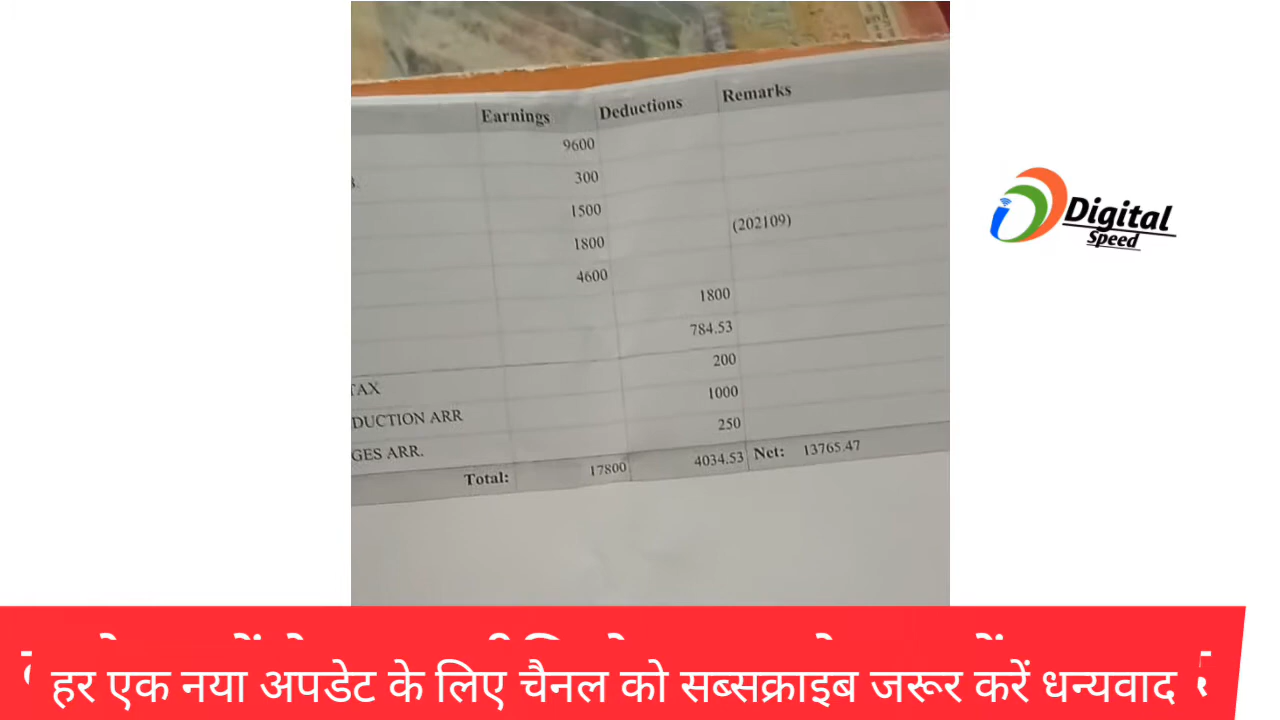 Earnings Deductions Remarks
9600
300
1500
1800 (202109)
4600
1800
784.53
TAX 200
DUCTION ARR 1000
GES ARR. 250
Total: 17800 4034.53 Net: 13765.47
Digital
Speed
हर एक नया अपडेट के लिए चैनल को सब्सक्राइब जरूर करें धन्यवाद